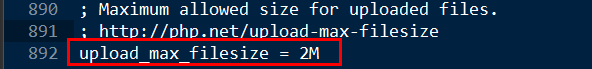 890 ; Maximum allowed size for uploaded files.
891 ; http://php.net/upload-max-filesize
892 upload_max_filesize = 2M